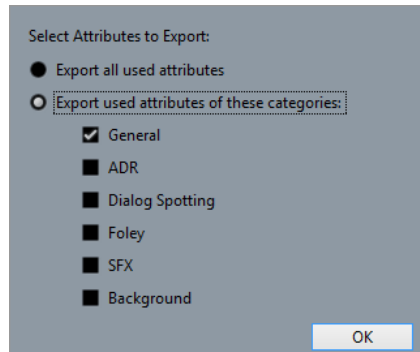 Select Attributes to Export:
Export all used attributes
Export used attributes of these categories:
General
ADR
Dialog Spotting
Foley
SFX
Background
OK